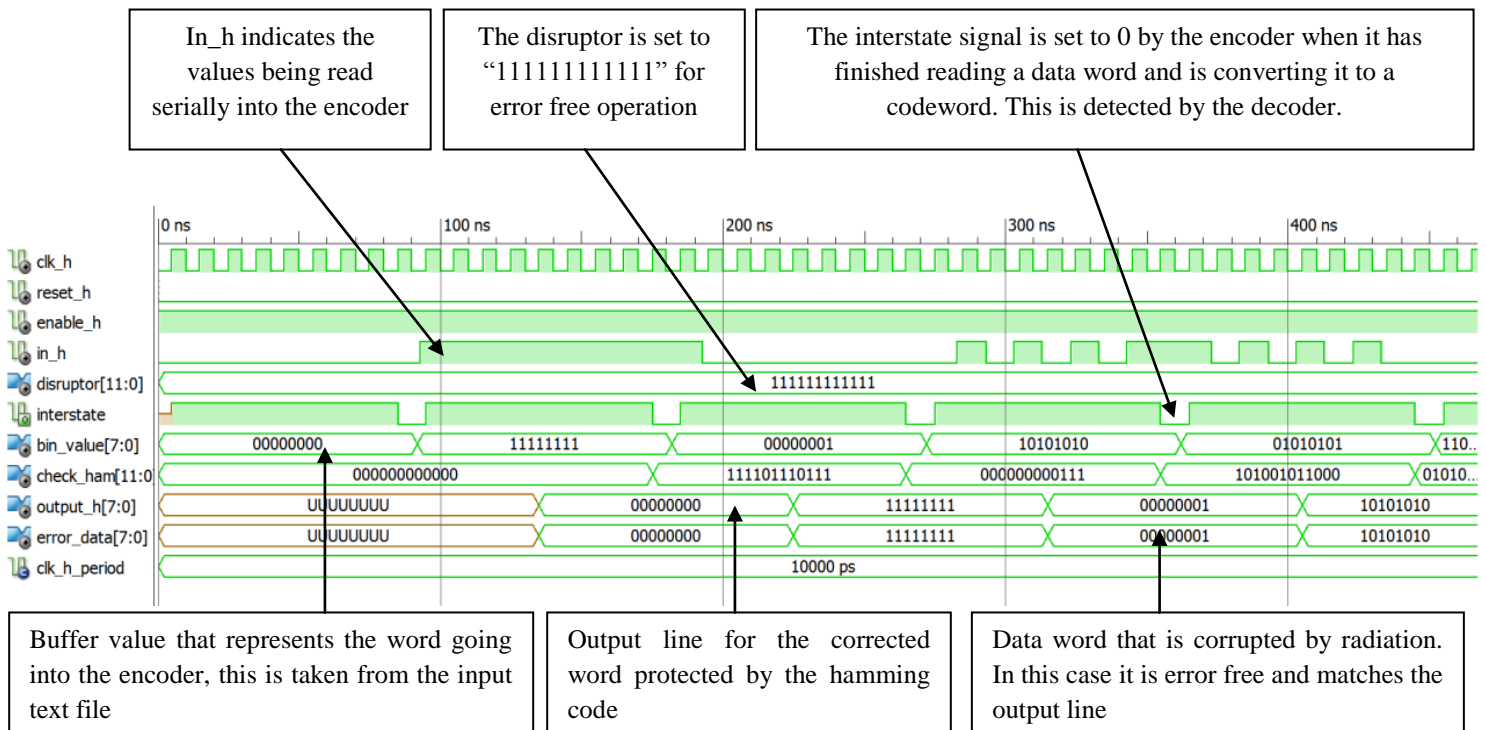 In_h indicates the
values being read
serially into the encoder
The disruptor is set to
“111111111111” for
error free operation
The interstate signal is set to 0 by the encoder when it has
finished reading a data word and is converting it to a
codeword. This is detected by the decoder.
0 ns 100 ns 200 ns 300 ns 400 ns
clk_h
reset_h
enable_h
in_h
disruptor[11:0] 111111111111
interstate
bin_value[7:0] 00000000 11111111 00000001 10101010 01010101 110...
check_ham[11:0 000000000000 111101110111 000000000111 101001011000 01010...
output_h[7:0] UUUUUUUU 00000000 11111111 00000001 10101010
error_data[7:0] UUUUUUUU 00000000 11111111 00000001 10101010
clk_h_period 10000 ps
Buffer value that represents the word going
into the encoder, this is taken from the input
text file
Output line for the corrected
word protected by the hamming
code
Data word that is corrupted by radiation.
In this case it is error free and matches the
output line